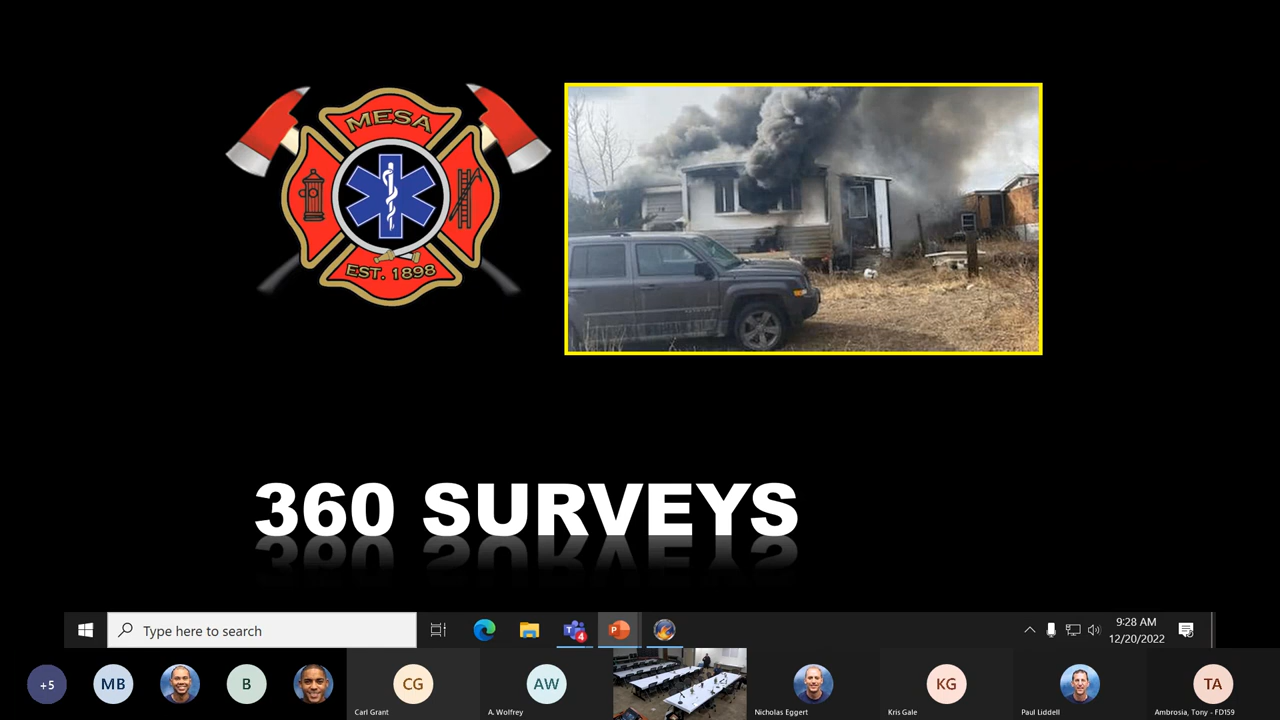 MESA
EST. 1898
360 SURVEYS
Type here to search
4
9:28 AM
12/20/2022
+5
MB
B
CG
AW
KG
TA
Carl Grant
A. Wolfrey
Nicholas Eggert
Kris Gale
Paul Liddell
Ambrosia, Tony - FD159